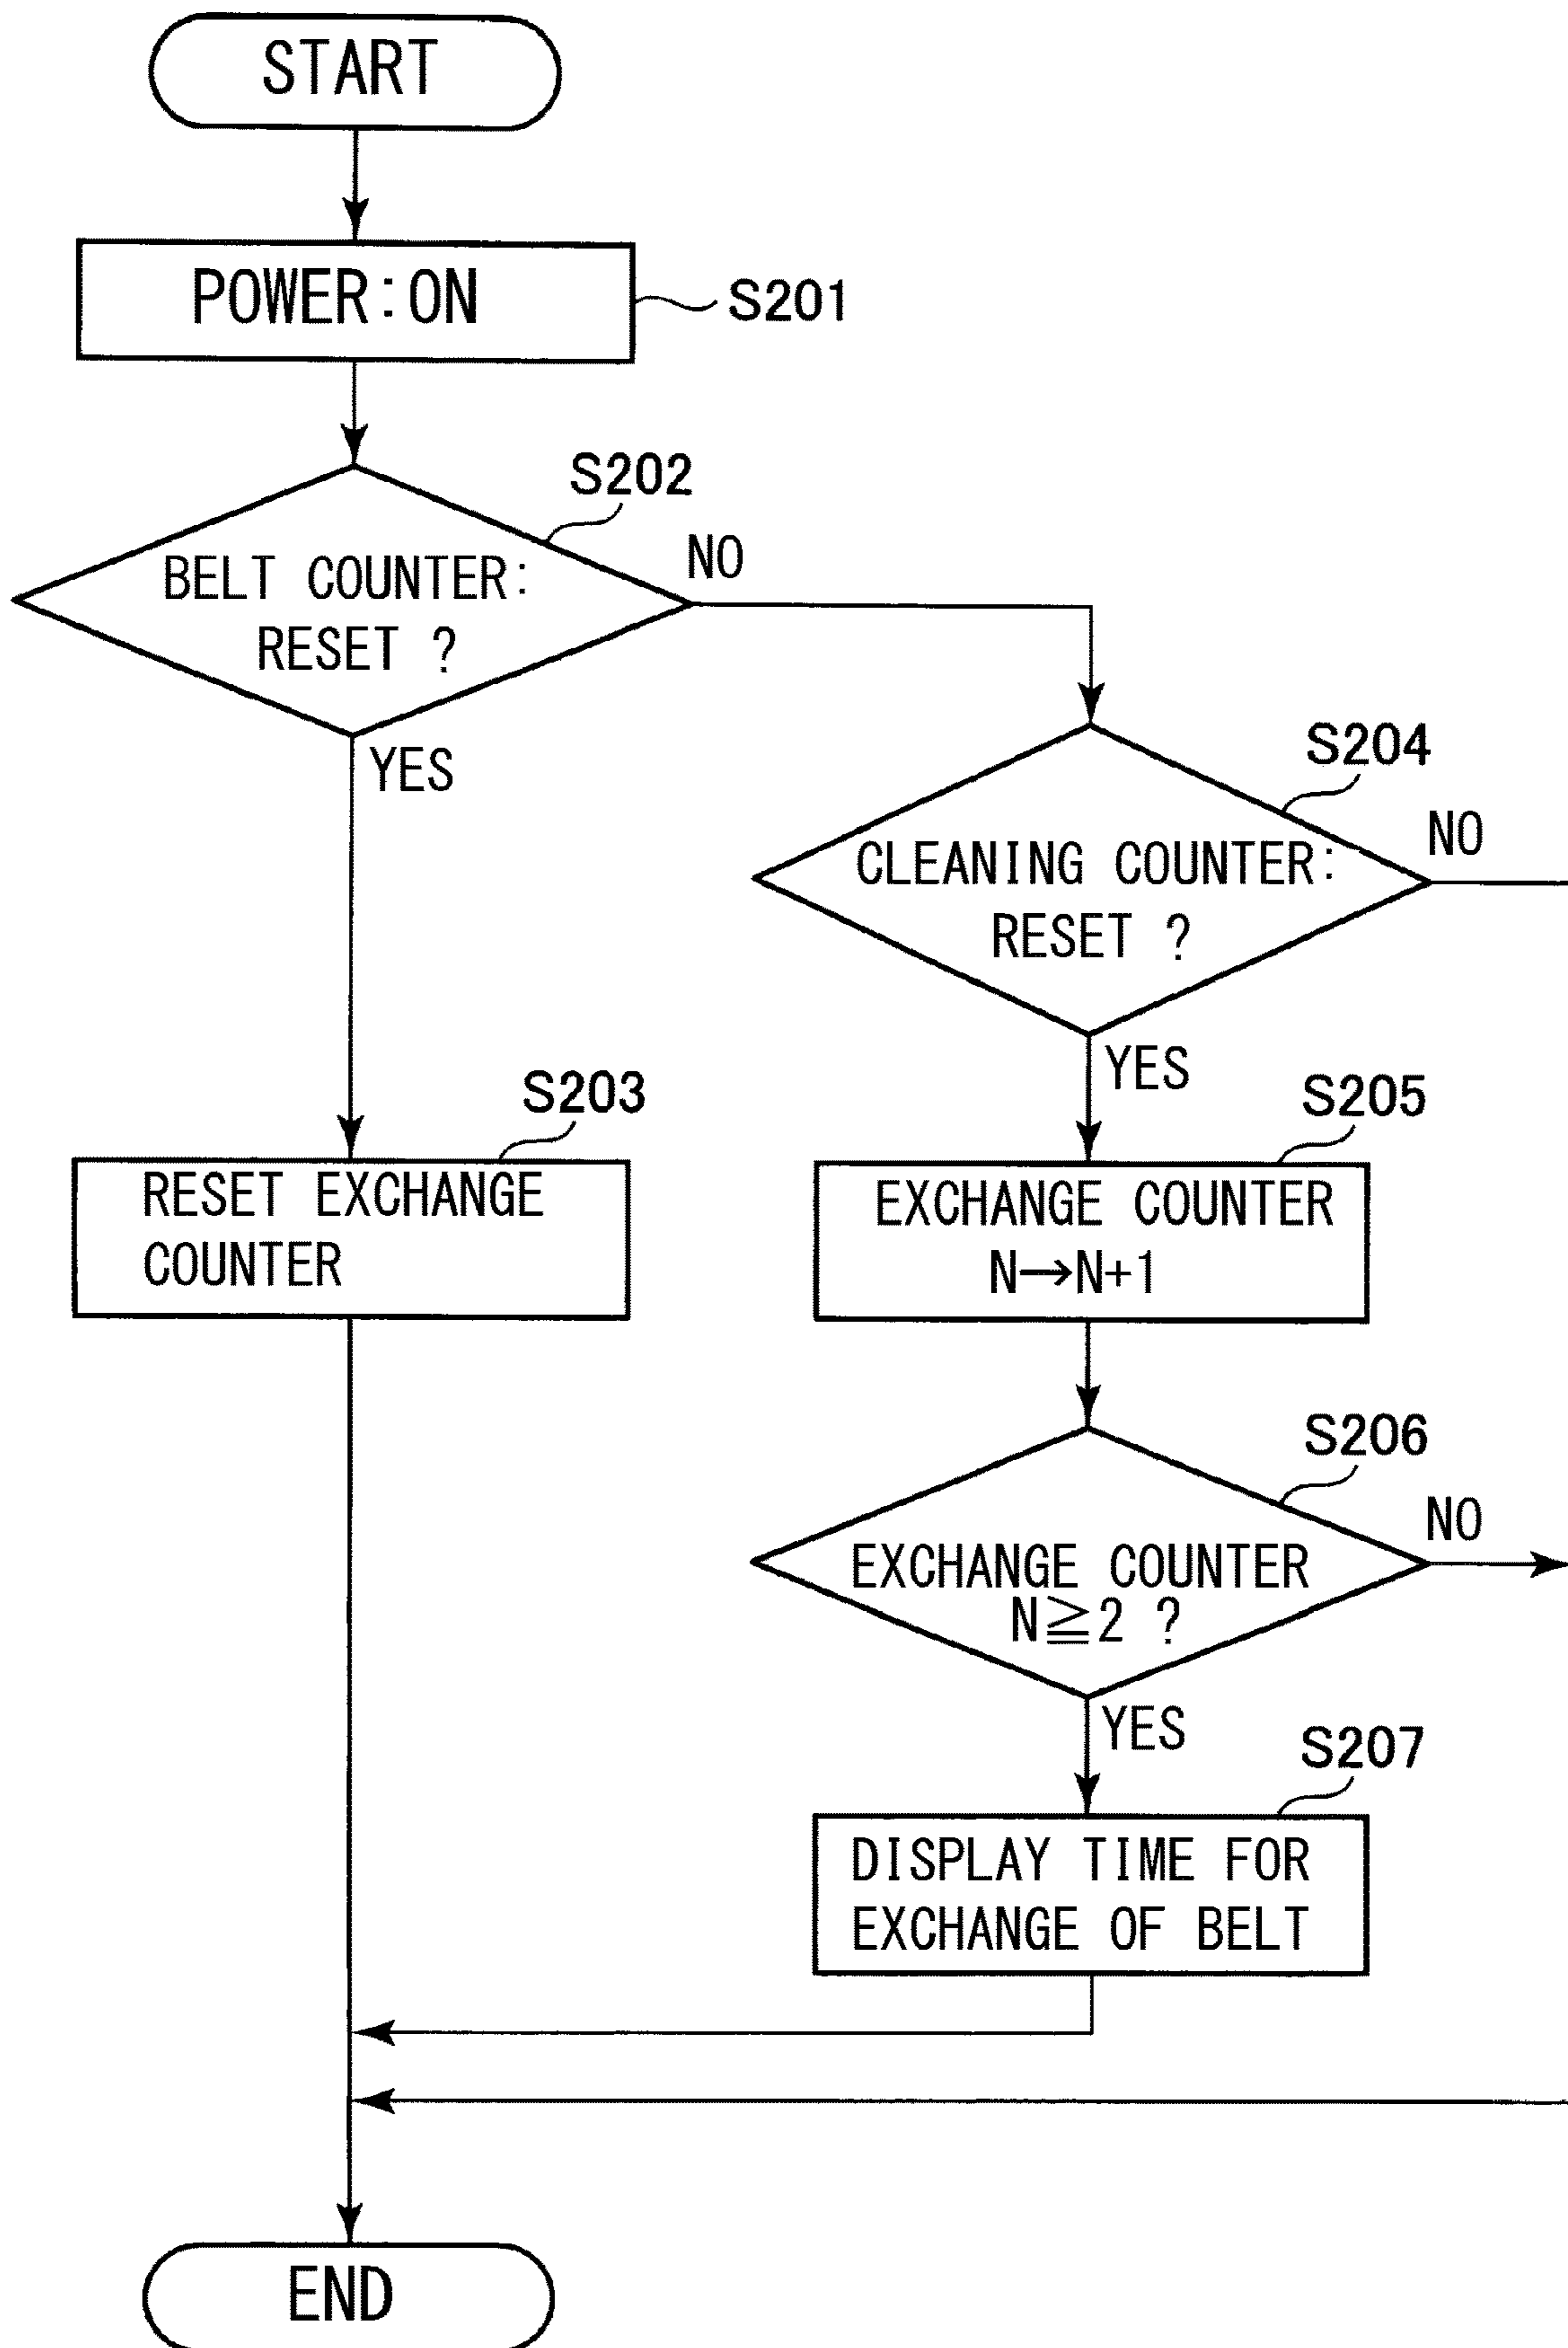 START
POWER:ON
S201
S202
BELT COUNTER:
RESET ?
NO
YES
S204
CLEANING COUNTER:
RESET ?
NO
YES
S203
RESET EXCHANGE
COUNTER
S205
EXCHANGE COUNTER
N→N+1
S206
EXCHANGE COUNTER
N≧2 ?
NO
YES
S207
DISPLAY TIME FOR
EXCHANGE OF BELT
END